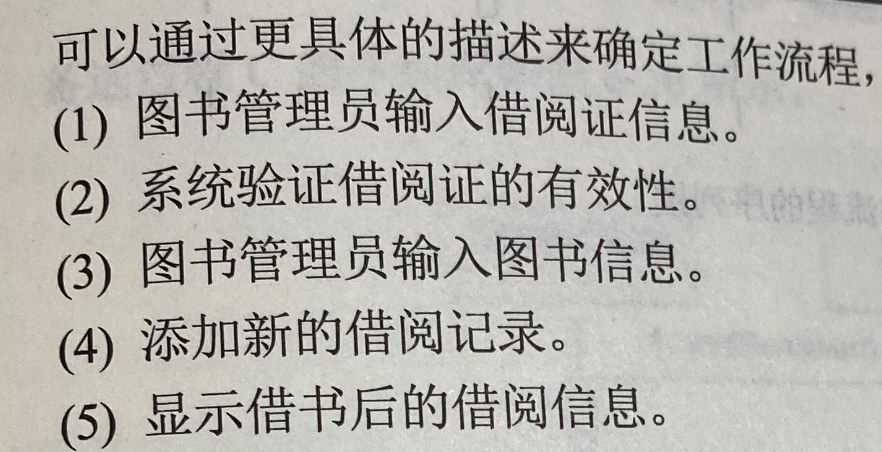 可以通过更具体的描述来确定工作流程，
(1) 图书管理员输入借阅证信息。
(2) 系统验证借阅证的有效性。
(3) 图书管理员输入图书信息。
(4) 添加新的借阅记录。
(5) 显示借书后的借阅信息。